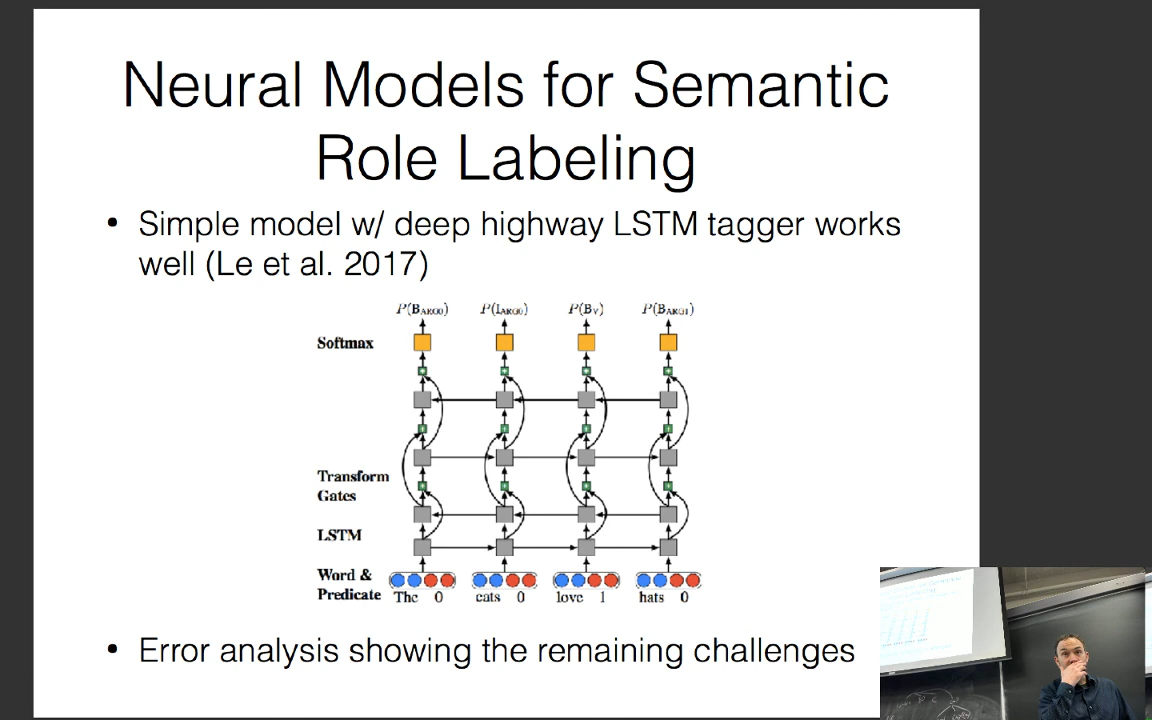 Neural Models for Semantic
Role Labeling
• Simple model w/ deep highway LSTM tagger works
well (Le et al. 2017)
P(B_ARG0) P(I_ARG0) P(B_V) P(B_ARG1)
Softmax
Transform
Gates
LSTM
Word &
Predicate The 0 cats 0 love 1 hats 0
• Error analysis showing the remaining challenges